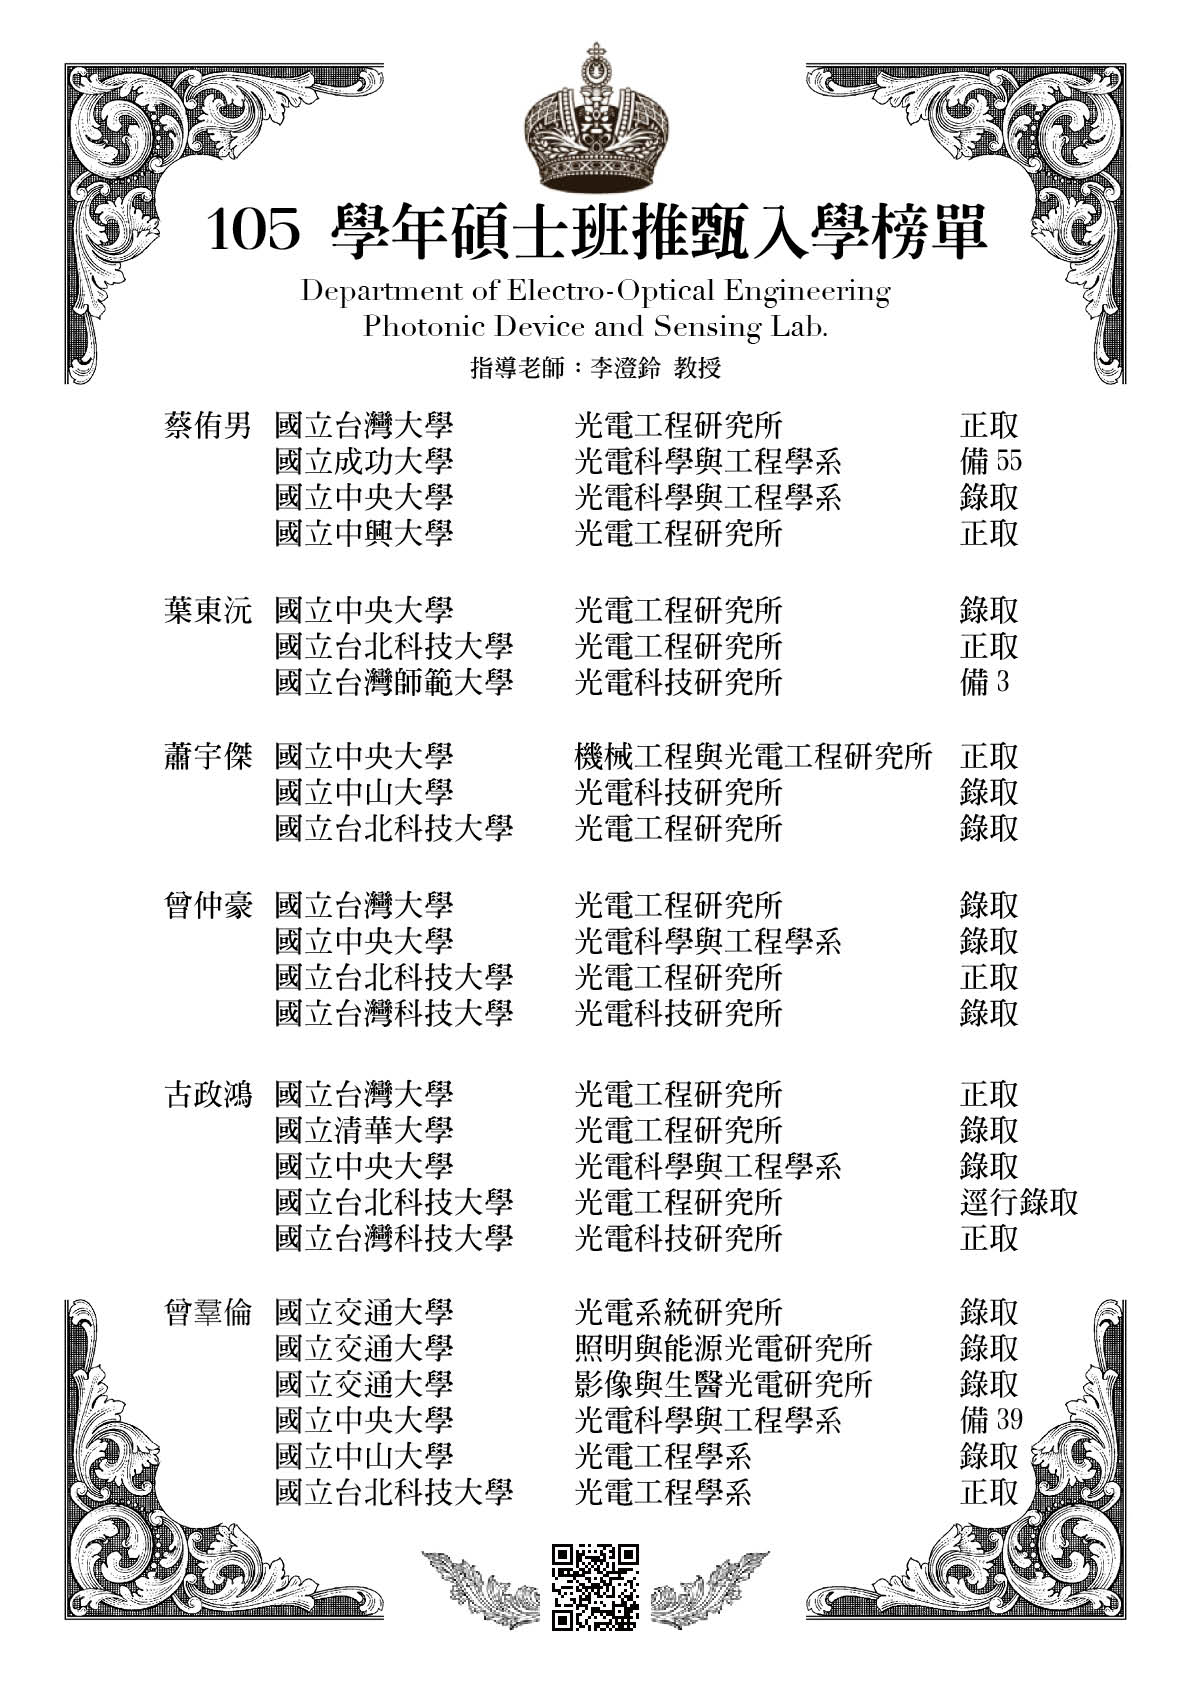 105 學年碩士班推甄入學榜單
Department of Electro-Optical Engineering
Photonic Device and Sensing Lab.
指導老師：李澄鈴 教授
蔡侑男 國立台灣大學 光電工程研究所 正取
國立成功大學 光電科學與工程學系 備 55
國立中央大學 光電科學與工程學系 錄取
國立中興大學 光電工程研究所 正取
葉東沅 國立中央大學 光電工程研究所 錄取
國立台北科技大學 光電工程研究所 正取
國立台灣師範大學 光電科技研究所 備 3
蕭宇傑 國立中央大學 機械工程與光電工程研究所 正取
國立中山大學 光電科技研究所 錄取
國立台北科技大學 光電工程研究所 錄取
曾仲豪 國立台灣大學 光電工程研究所 錄取
國立中央大學 光電科學與工程學系 錄取
國立台北科技大學 光電工程研究所 正取
國立台灣科技大學 光電科技研究所 錄取
古政鴻 國立台灣大學 光電工程研究所 正取
國立清華大學 光電工程研究所 錄取
國立中央大學 光電科學與工程學系 錄取
國立台北科技大學 光電工程研究所 逕行錄取
國立台灣科技大學 光電科技研究所 正取
曾羣倫 國立交通大學 光電系統研究所 錄取
國立交通大學 照明與能源光電研究所 錄取
國立交通大學 影像與生醫光電研究所 錄取
國立中央大學 光電科學與工程學系 備 39
國立中山大學 光電工程學系 錄取
國立台北科技大學 光電工程學系 正取